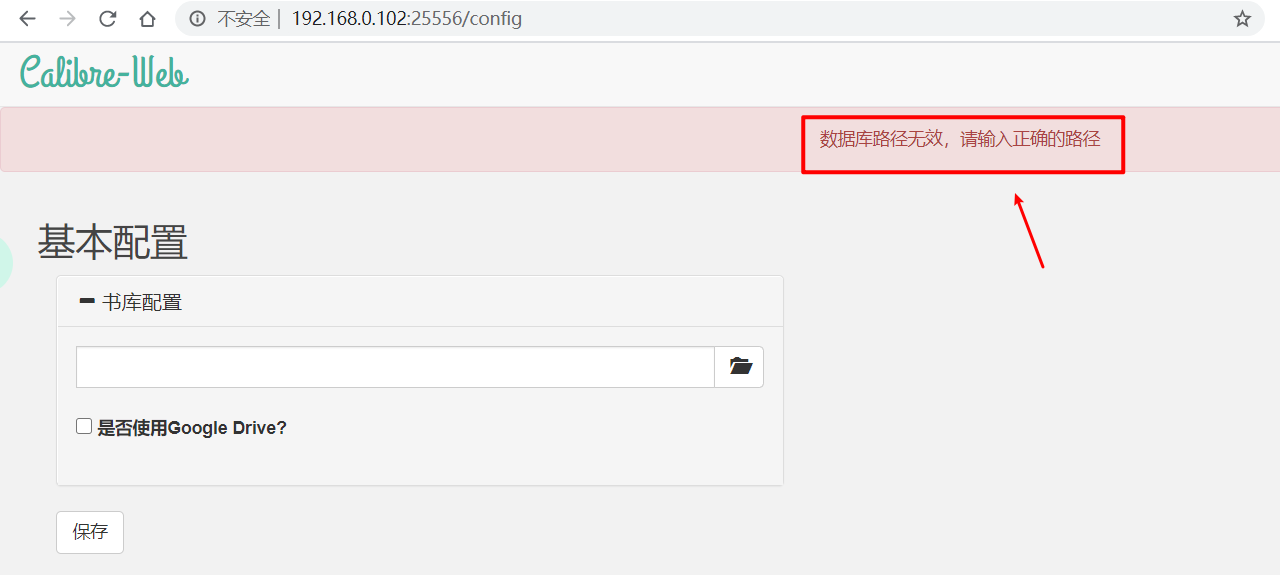 不安全 | 192.168.0.102:25556/config
Calibre-Web
数据库路径无效，请输入正确的路径
基本配置
书库配置
是否使用Google Drive?
保存